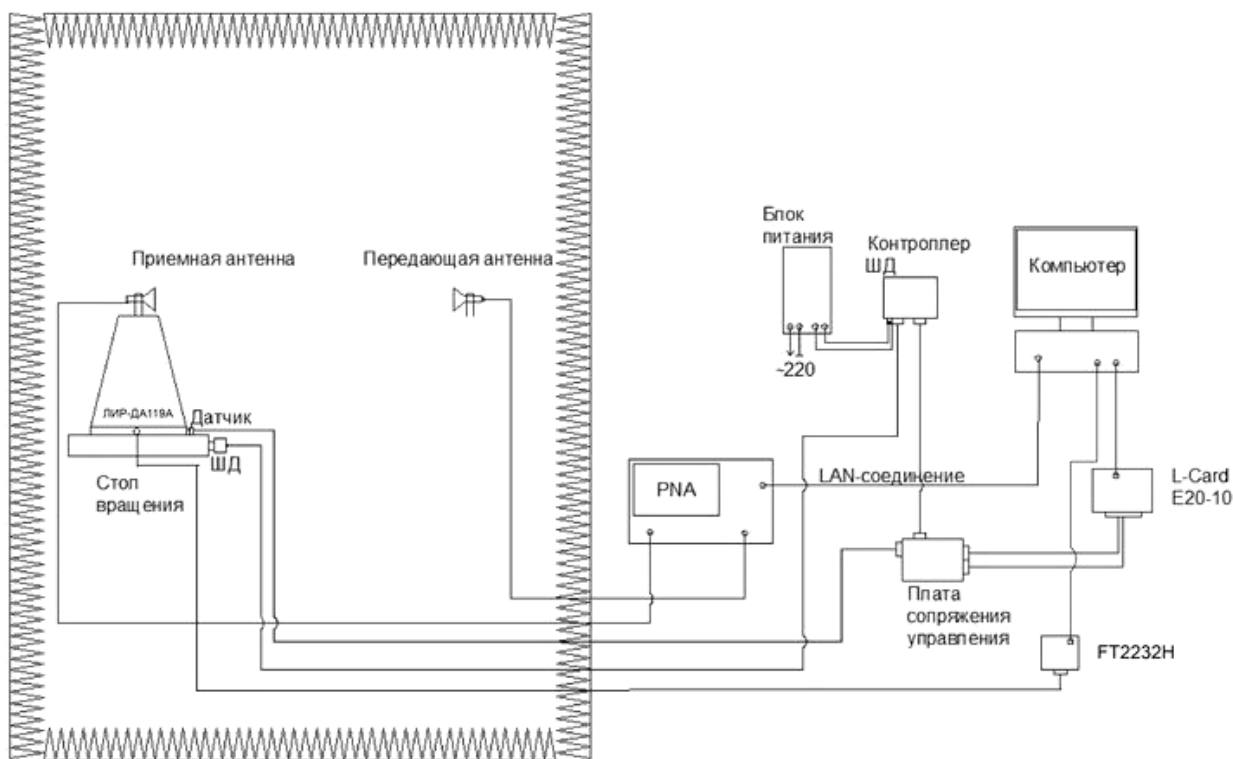 Блок
питания
Контроллер
ШД
Компьютер
Приемная антенна
Передающая антенна
~220
ЛИР-ДА119А
Датчик
ШД
Стол
вращения
PNA
LAN-соединение
L-Card
E20-10
Плата
сопряжения
управления
FT2232H